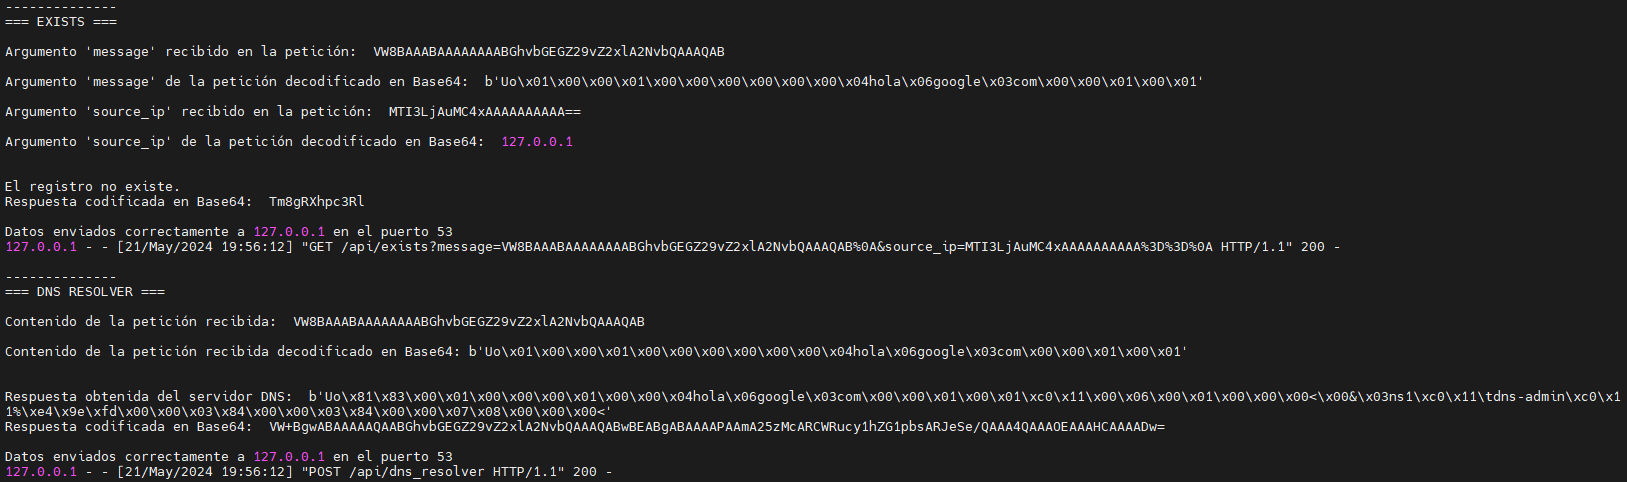 --------------
=== EXISTS ===
Argumento 'message' recibido en la petición:  VW8BAAABAAAAAAAABGhvbGEGZ29vZ2xlA2NvbQAAAQAB
Argumento 'message' de la petición decodificado en Base64:  b'Uo\x01\x00\x00\x01\x00\x00\x00\x00\x00\x00\x04hola\x06google\x03com\x00\x00\x01\x00\x01'
Argumento 'source_ip' recibido en la petición:  MTI3LjAuMC4xAAAAAAAAAA==
Argumento 'source_ip' de la petición decodificado en Base64:  127.0.0.1
El registro no existe.
Respuesta codificada en Base64:  Tm8gRXhpc3Rl
Datos enviados correctamente a 127.0.0.1 en el puerto 53
127.0.0.1 - - [21/May/2024 19:56:12] "GET /api/exists?message=VW8BAAABAAAAAAAABGhvbGEGZ29vZ2xlA2NvbQAAAQAB%0A&source_ip=MTI3LjAuMC4xAAAAAAAAAA%3D%3D%0A HTTP/1.1" 200 -
--------------
=== DNS RESOLVER ===
Contenido de la petición recibida:  VW8BAAABAAAAAAAABGhvbGEGZ29vZ2xlA2NvbQAAAQAB
Contenido de la petición recibida decodificado en Base64: b'Uo\x01\x00\x00\x01\x00\x00\x00\x00\x00\x00\x04hola\x06google\x03com\x00\x00\x01\x00\x01'
Respuesta obtenida del servidor DNS:  b'Uo\x81\x83\x00\x01\x00\x00\x00\x01\x00\x00\x04hola\x06google\x03com\x00\x00\x01\x00\x01\xc0\x11\x00\x06\x00\x01\x00\x00\x00<\x00&\x03ns1\xc0\x11\tdns-admin\xc0\x1
1%\xe4\x9e\xfd\x00\x00\x03\x84\x00\x00\x03\x84\x00\x00\x07\x08\x00\x00\x00<'
Respuesta codificada en Base64:  VW+BgwABAAAAAQAABGhvbGEGZ29vZ2xlA2NvbQAAAQABwBEABgABAAAAPAAmA25zMcARCWRucy1hZG1pbsARJeSe/QAAA4QAAAOEAAAHCAAAADw=
Datos enviados correctamente a 127.0.0.1 en el puerto 53
127.0.0.1 - - [21/May/2024 19:56:12] "POST /api/dns_resolver HTTP/1.1" 200 -